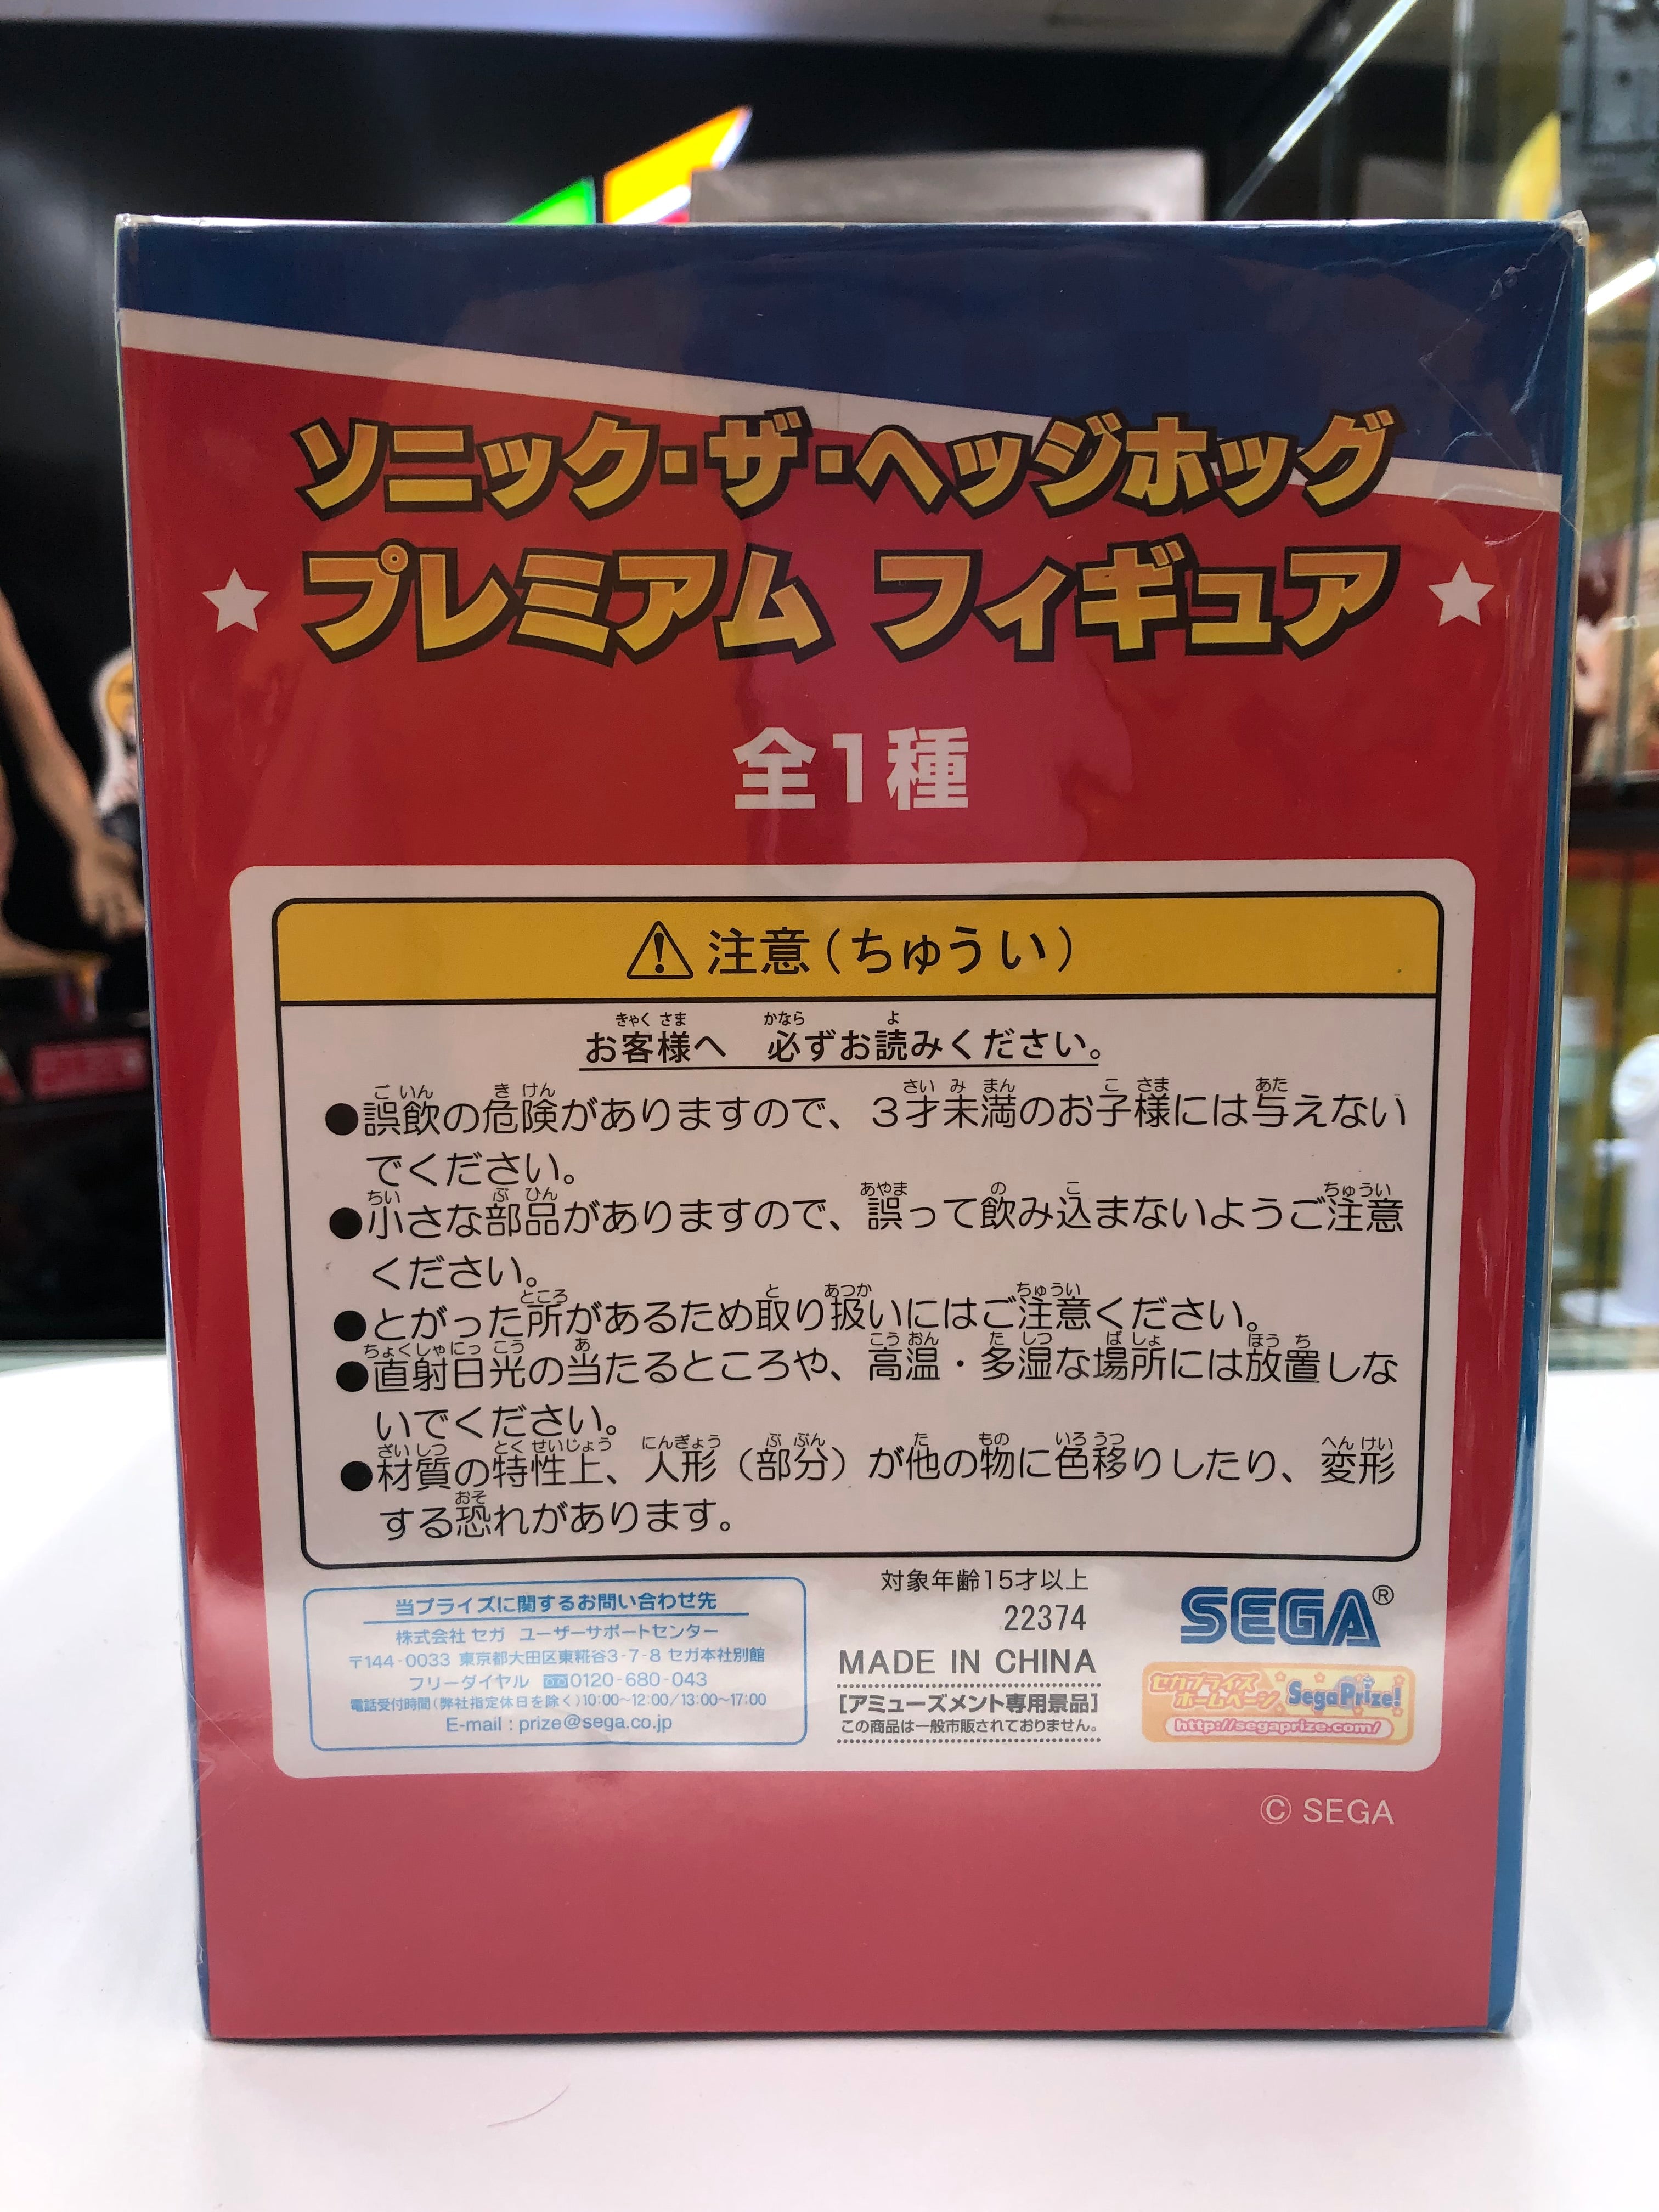 ソニック・ザ・ヘッジホッグ
プレミアム フィギュア
全1種
注意(ちゅうい)
お客様へ 必ずお読みください。
●誤飲の危険がありますので、3才未満のお子様には与えない
でください。
●小さな部品がありますので、誤って飲み込まないようご注意
ください。
●とがった所があるため取り扱いにはご注意ください。
●直射日光の当たるところや、高温・多湿な場所には放置しな
いでください。
●材質の特性上、人形(部分)が他の物に色移りしたり、変形
する恐れがあります。
当プライズに関するお問い合わせ先
株式会社 セガ ユーザーサポートセンター
〒144-0033 東京都大田区東糀谷3-7-8 セガ本社別館
フリーダイヤル 0120-680-043
電話受付時間(弊社指定休日を除く)10:00~12:00/13:00~17:00
E-mail : prize@sega.co.jp
対象年齢15才以上
22374
MADE IN CHINA
[アミューズメント専用景品]
この商品は一般市販されておりません。
SEGA®
セガプライズ
ホームページ SegaPrize!
http://segaprize.com/
© SEGA